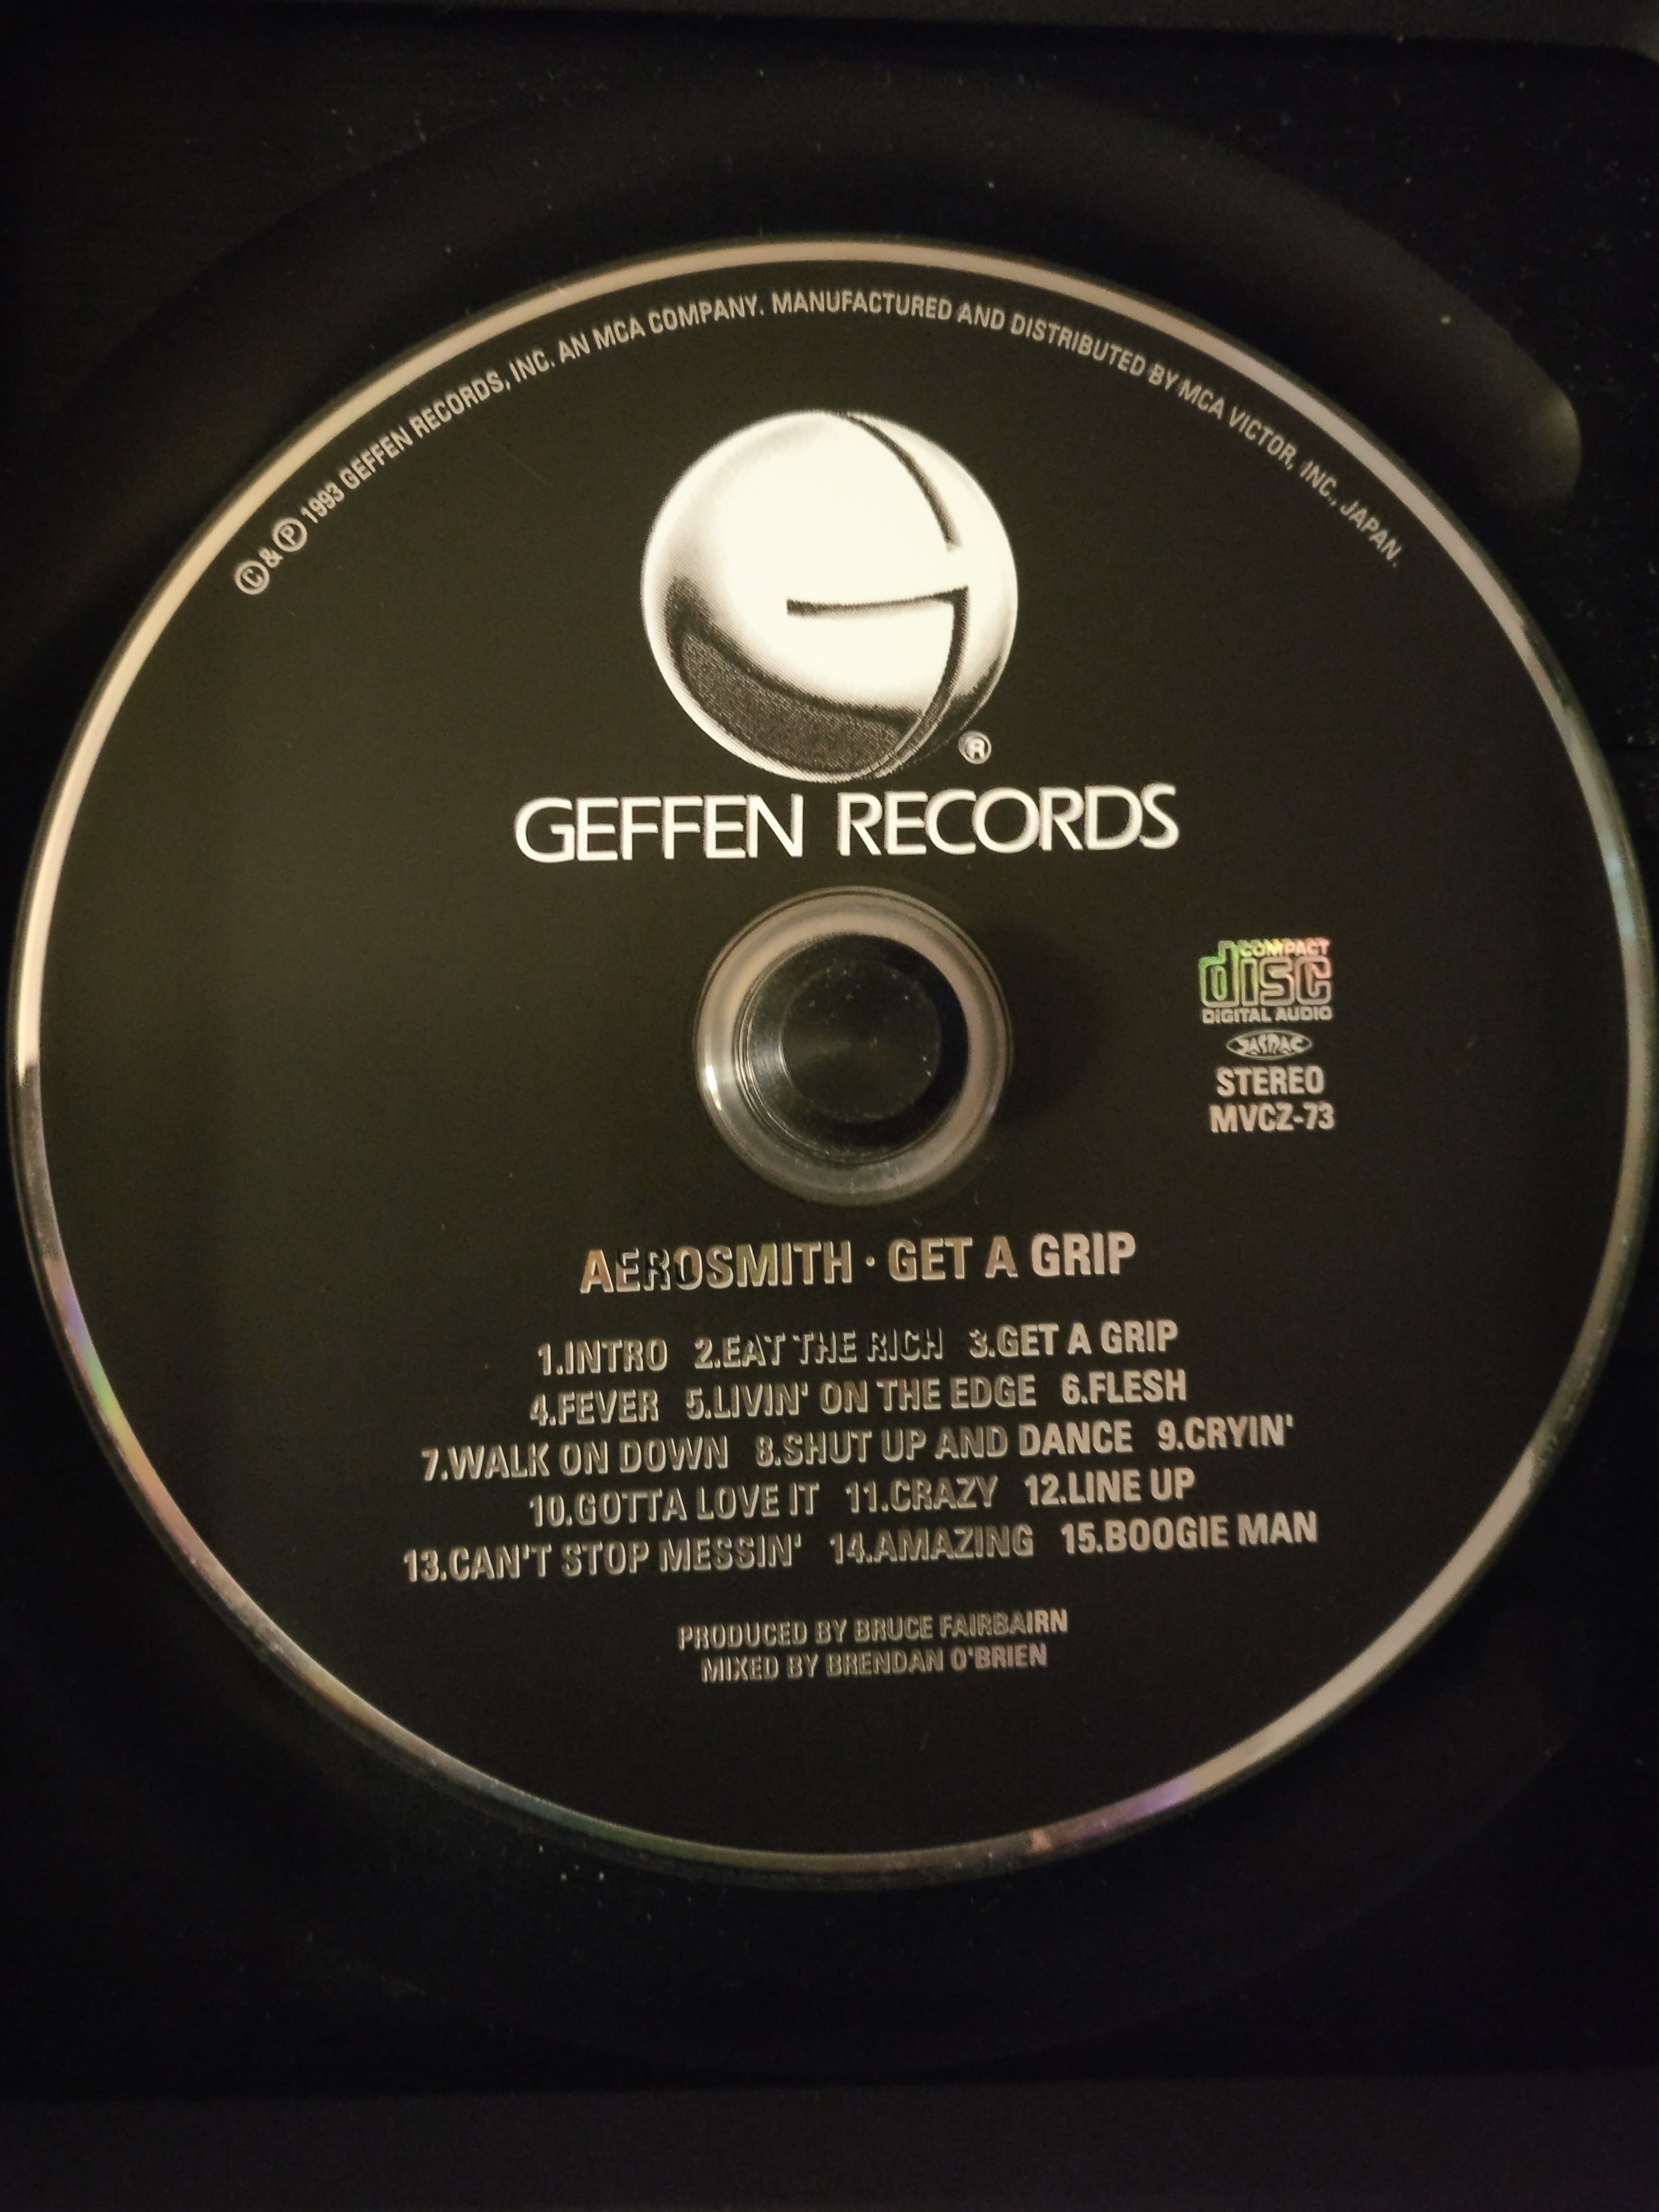 © & ℗ 1993 GEFFEN RECORDS, INC. AN MCA COMPANY. MANUFACTURED AND DISTRIBUTED BY MCA VICTOR, INC., JAPAN.
®
GEFFEN RECORDS
COMPACT
disc
DIGITAL AUDIO
JASRAC
STEREO
MVCZ-73
AEROSMITH · GET A GRIP
1.INTRO 2.EAT THE RICH 3.GET A GRIP
4.FEVER 5.LIVIN' ON THE EDGE 6.FLESH
7.WALK ON DOWN 8.SHUT UP AND DANCE 9.CRYIN'
10.GOTTA LOVE IT 11.CRAZY 12.LINE UP
13.CAN'T STOP MESSIN' 14.AMAZING 15.BOOGIE MAN
PRODUCED BY BRUCE FAIRBAIRN
MIXED BY BRENDAN O'BRIEN